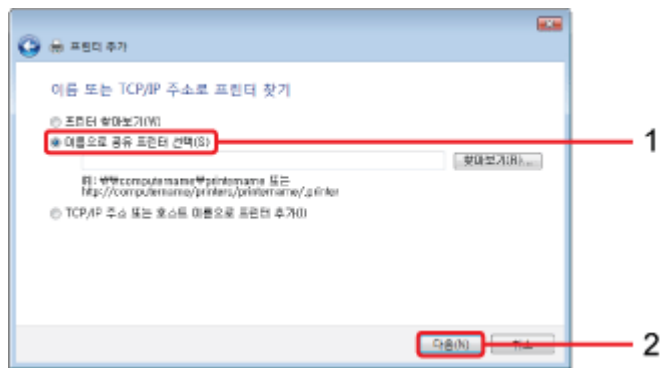 프린터 추가
이름 또는 TCP/IP 주소로 프린터 찾기
프린터 찾아보기(W)
이름으로 공유 프린터 선택(S)
1
찾아보기(R)...
예: ₩₩computername₩printername 또는
http://computername/printers/printername/.printer
TCP/IP 주소 또는 호스트 이름으로 프린터 추가(I)
다음(N)
취소
2